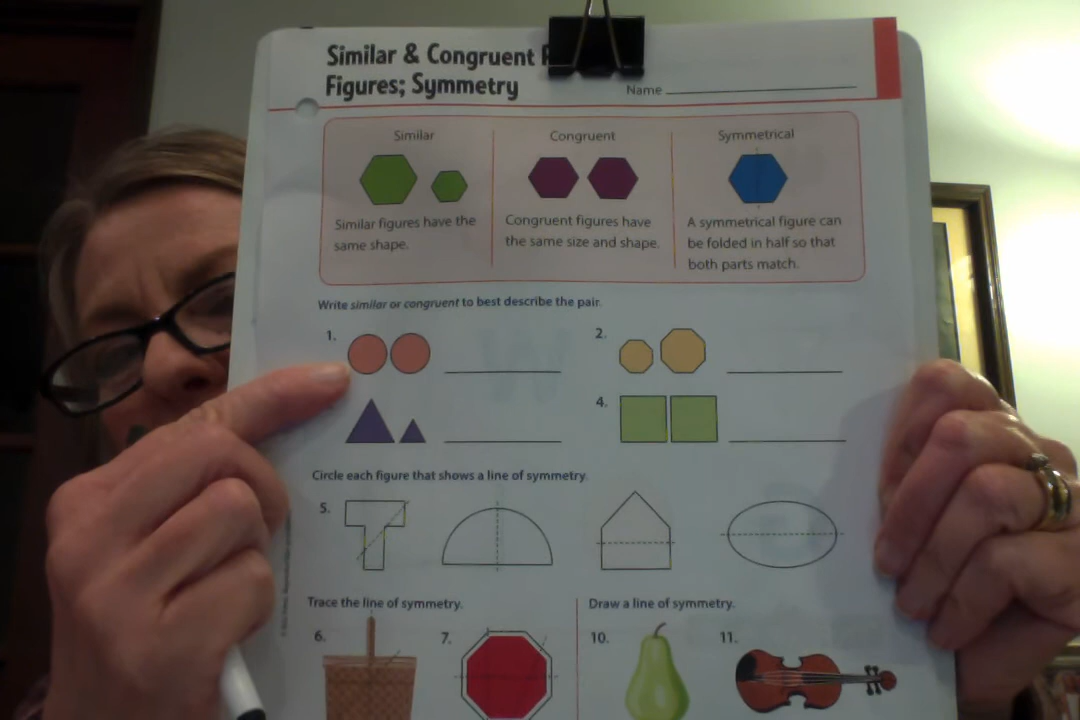 Similar & Congruent
Figures; Symmetry
Name
Similar
Congruent
Symmetrical
Similar figures have the
same shape.
Congruent figures have
the same size and shape.
A symmetrical figure can
be folded in half so that
both parts match.
Write similar or congruent to best describe the pair.
1.
2.
4.
Circle each figure that shows a line of symmetry.
5.
Trace the line of symmetry.
Draw a line of symmetry.
6.
7.
10.
11.